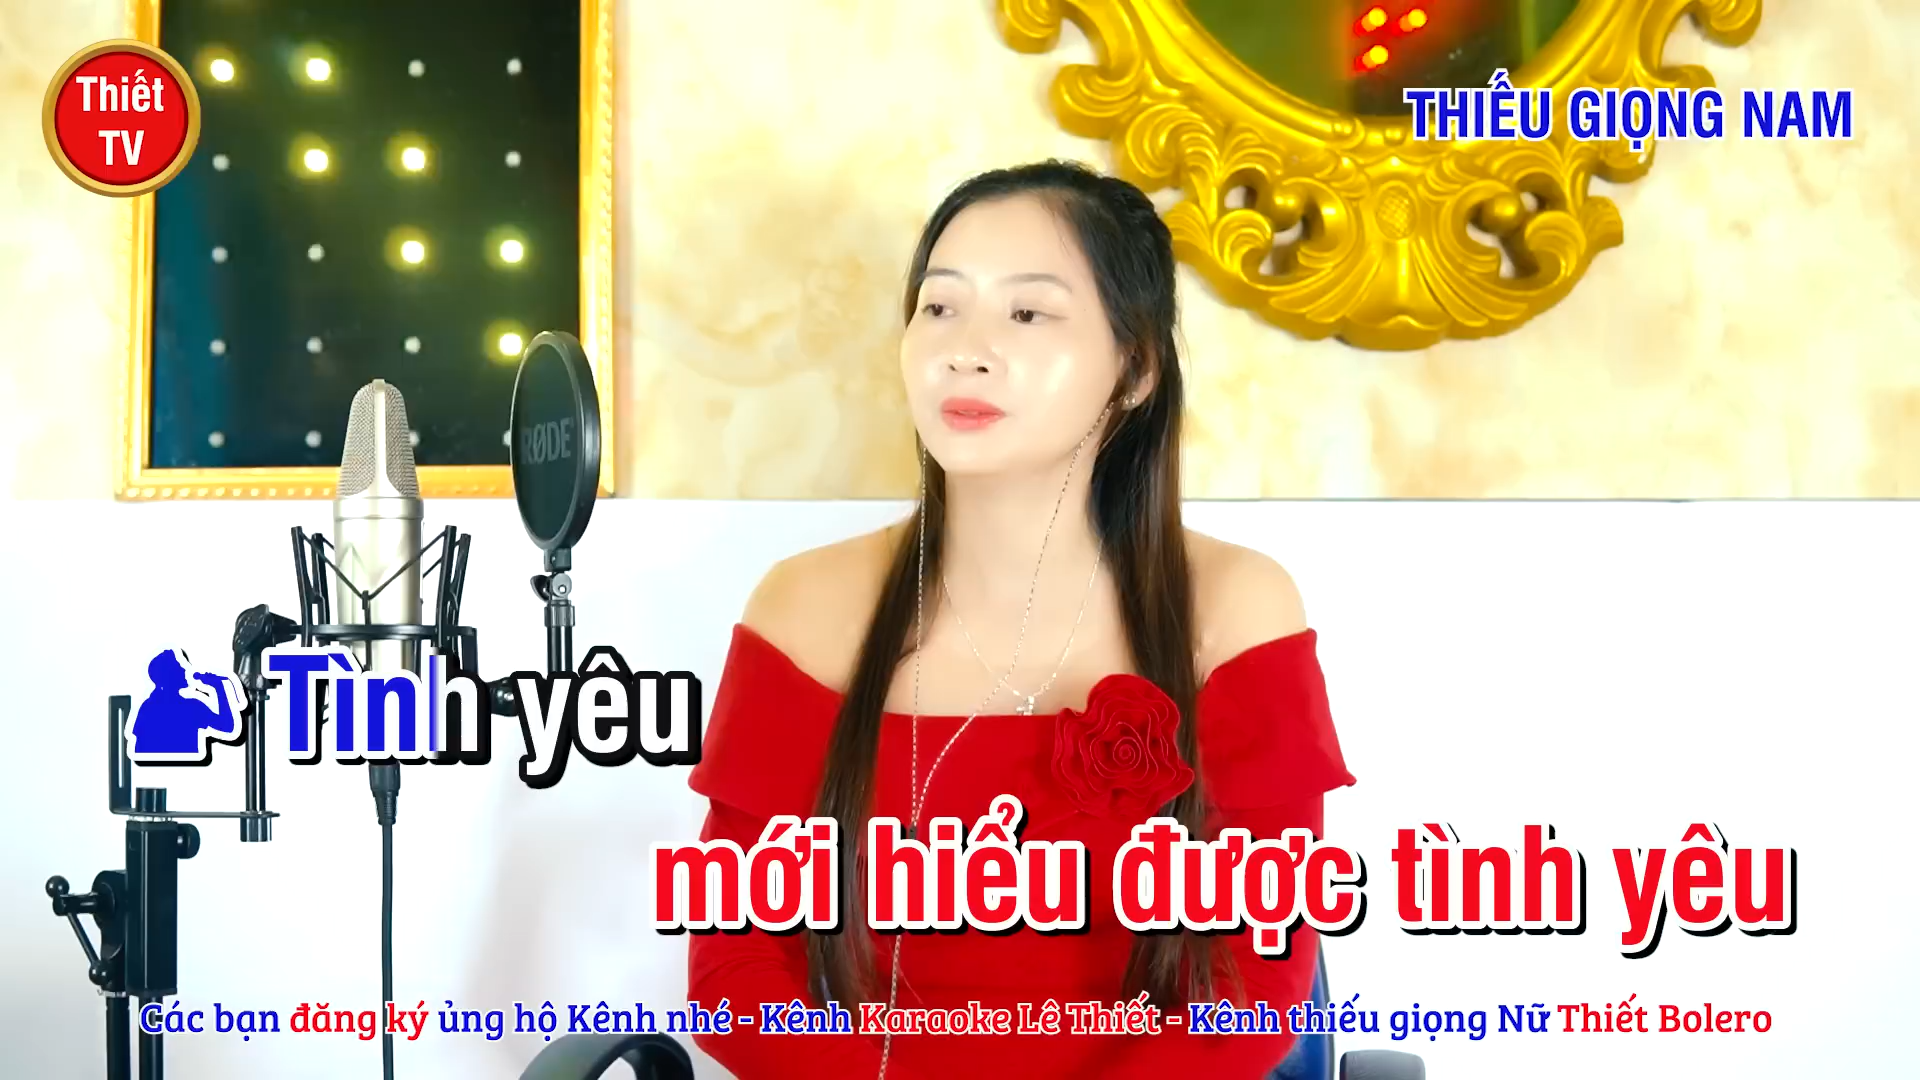 Thiết
TV
THIẾU GIỌNG NAM
RØDE
Tình yêu
mới hiểu được tình yêu
Các bạn đăng ký ủng hộ Kênh nhé - Kênh Karaoke Lê Thiết - Kênh thiếu giọng Nữ Thiết Bolero